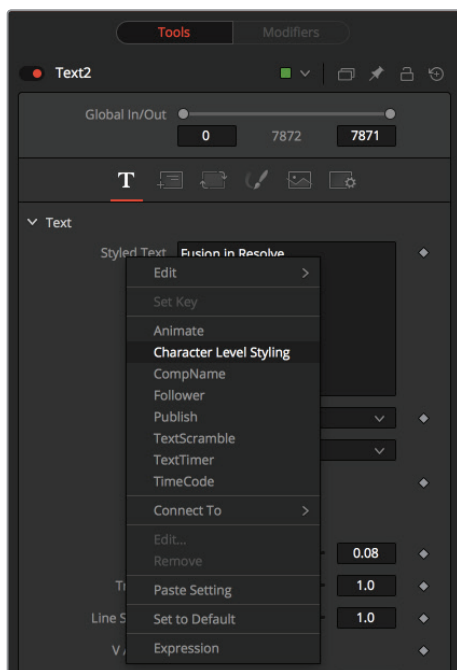 Tools Modifiers
Text2
Global In/Out
0 7872 7871
T
Text
Styled Text Fusion in Resolve
Edit
Set Key
Animate
Character Level Styling
CompName
Follower
Publish
TextScramble
TextTimer
TimeCode
Connect To
Edit...
Remove
0.08
Paste Setting
1.0
Set to Default
Line S 1.0
Expression
V